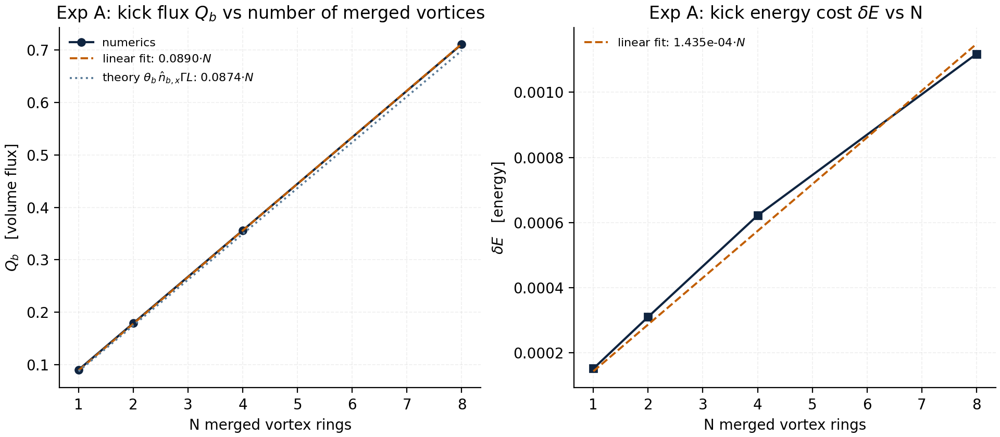 Exp A: kick flux Q_b vs number of merged vortices
numerics
linear fit: 0.0890·N
theory θ_b n̂_{b,x}ΓL: 0.0874·N
Q_b [volume flux]
0.7
0.6
0.5
0.4
0.3
0.2
0.1
1 2 3 4 5 6 7 8
N merged vortex rings
Exp A: kick energy cost δE vs N
linear fit: 1.435e-04·N
δE [energy]
0.0010
0.0008
0.0006
0.0004
0.0002
1 2 3 4 5 6 7 8
N merged vortex rings